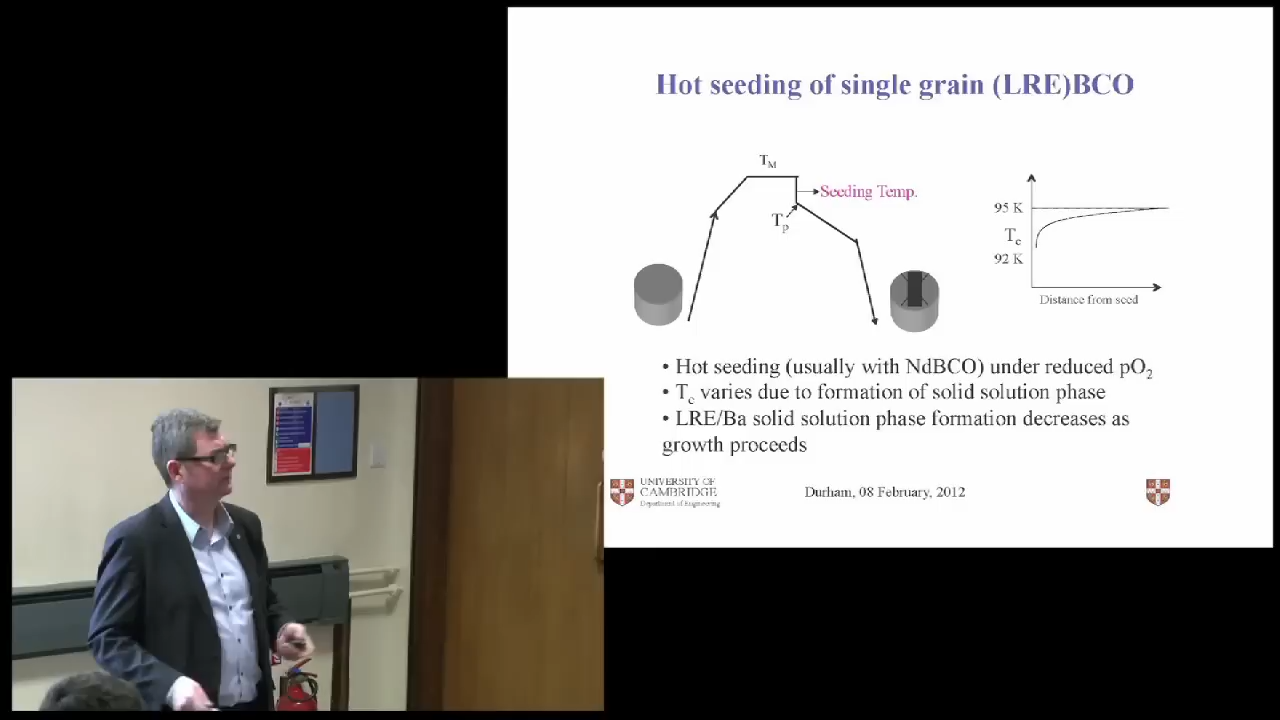 Hot seeding of single grain (LRE)BCO
T_M
Seeding Temp.
T_p
95 K
T_c
92 K
Distance from seed
• Hot seeding (usually with NdBCO) under reduced pO_2
• T_c varies due to formation of solid solution phase
• LRE/Ba solid solution phase formation decreases as
growth proceeds
UNIVERSITY OF
CAMBRIDGE
Department of Engineering
Durham, 08 February, 2012